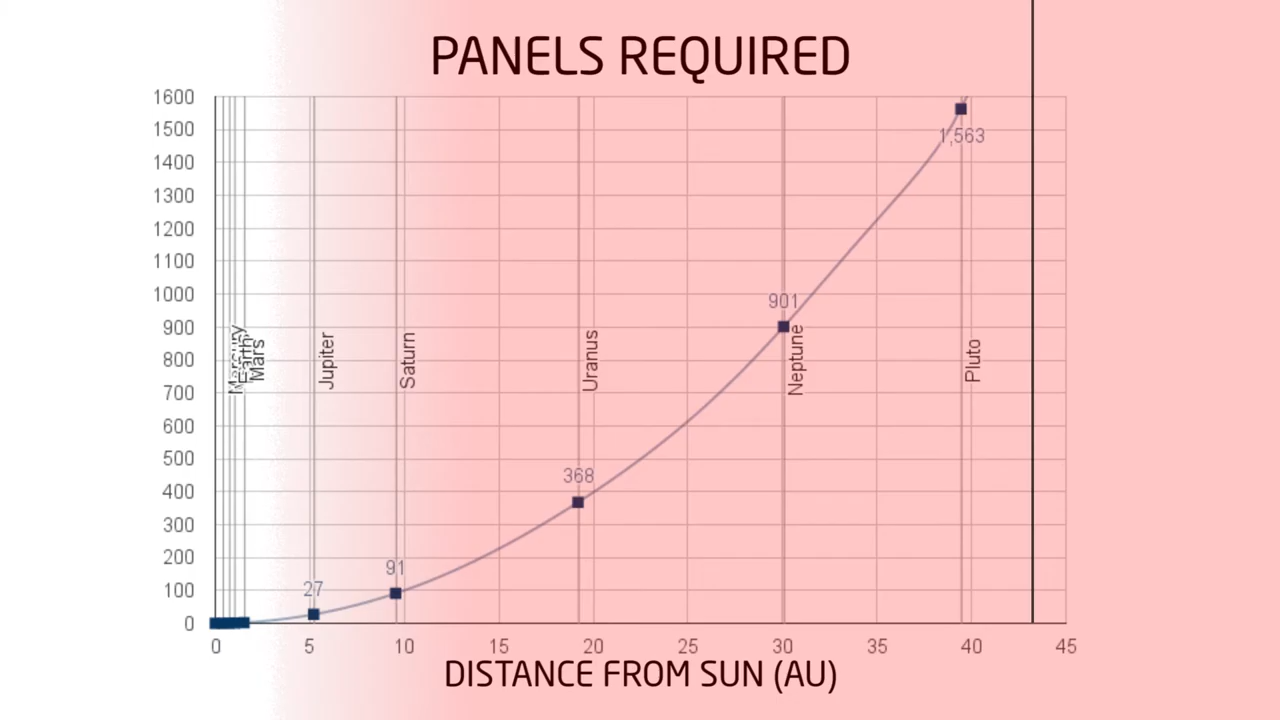 PANELS REQUIRED
1600
1500
1,563
1400
1300
1200
1100
1000
901
900
800
Mars
Jupiter
Saturn
Uranus
Neptune
Pluto
700
600
500
368
400
300
200
91
100
27
0
0 5 10 15 20 25 30 35 40 45
DISTANCE FROM SUN (AU)